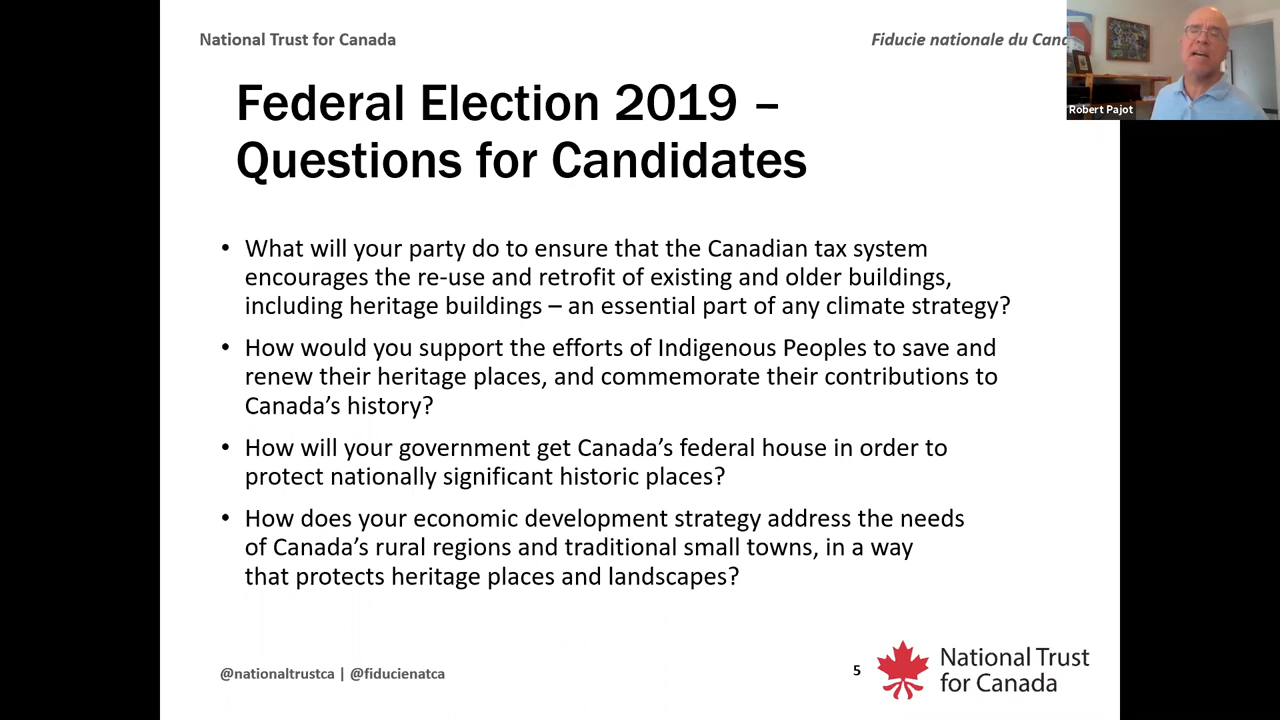 National Trust for Canada
Fiducie nationale du Can
Robert Pajot
Federal Election 2019 –
Questions for Candidates
• What will your party do to ensure that the Canadian tax system
encourages the re-use and retrofit of existing and older buildings,
including heritage buildings – an essential part of any climate strategy?
• How would you support the efforts of Indigenous Peoples to save and
renew their heritage places, and commemorate their contributions to
Canada’s history?
• How will your government get Canada’s federal house in order to
protect nationally significant historic places?
• How does your economic development strategy address the needs
of Canada’s rural regions and traditional small towns, in a way
that protects heritage places and landscapes?
@nationaltrustca | @fiducienatca
5
National Trust
for Canada